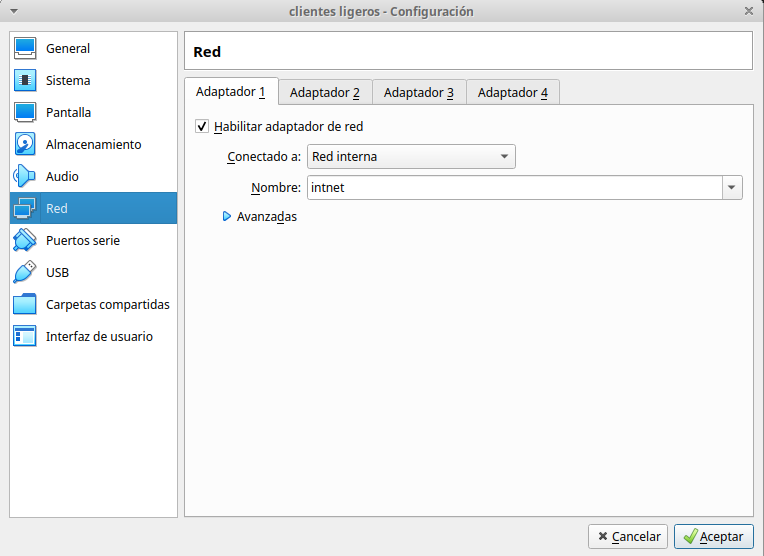 clientes ligeros - Configuración
General
Sistema
Pantalla
Almacenamiento
Audio
Red
Puertos serie
USB
Carpetas compartidas
Interfaz de usuario
Red
Adaptador 1 Adaptador 2 Adaptador 3 Adaptador 4
Habilitar adaptador de red
Conectado a: Red interna
Nombre: intnet
Avanzadas
Cancelar Aceptar